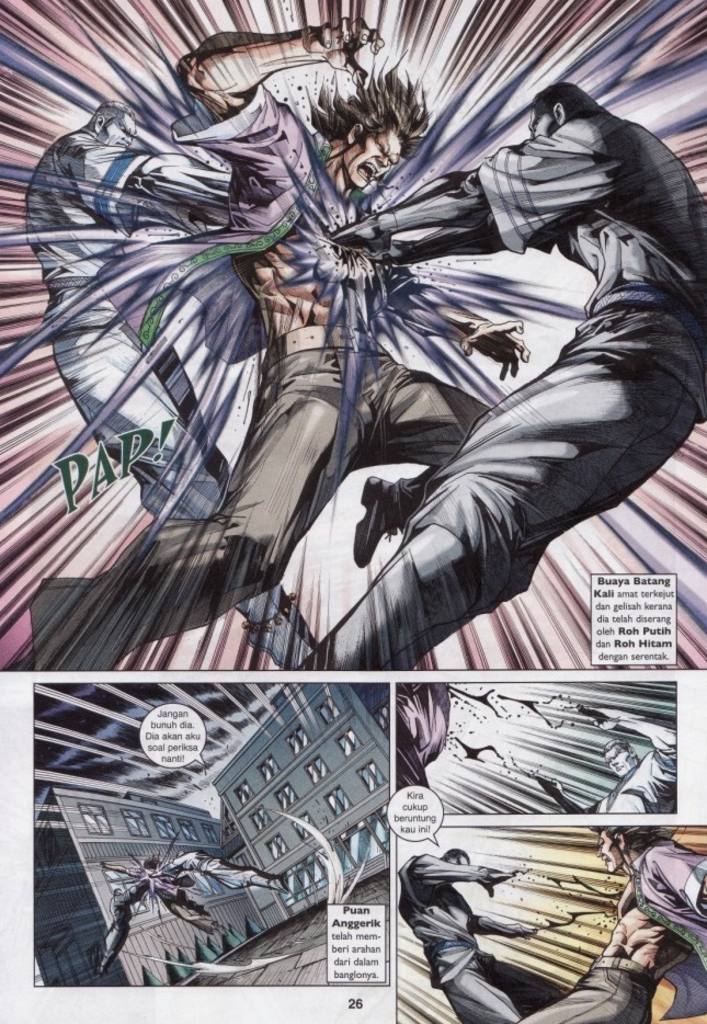 PAP!
Buaya Batang
Kali amat terkejut
dan gelisah kerana
dia telah diserang
oleh Roh Putih
dan Roh Hitam
dengan serentak.
Jangan
bunuh dia.
Dia akan aku
soal periksa
nanti!
Puan
Anggerik
telah mem-
beri arahan
dari dalam
banglonya.
Kira
cukup
beruntung
kau ini!
26